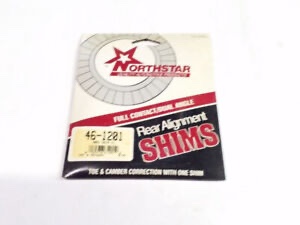 NORTHSTAR
FULL CONTACT/DUAL ANGLE
46-1201
Rear Alignment
SHIMS
TOE & CAMBER CORRECTION WITH ONE SHIM